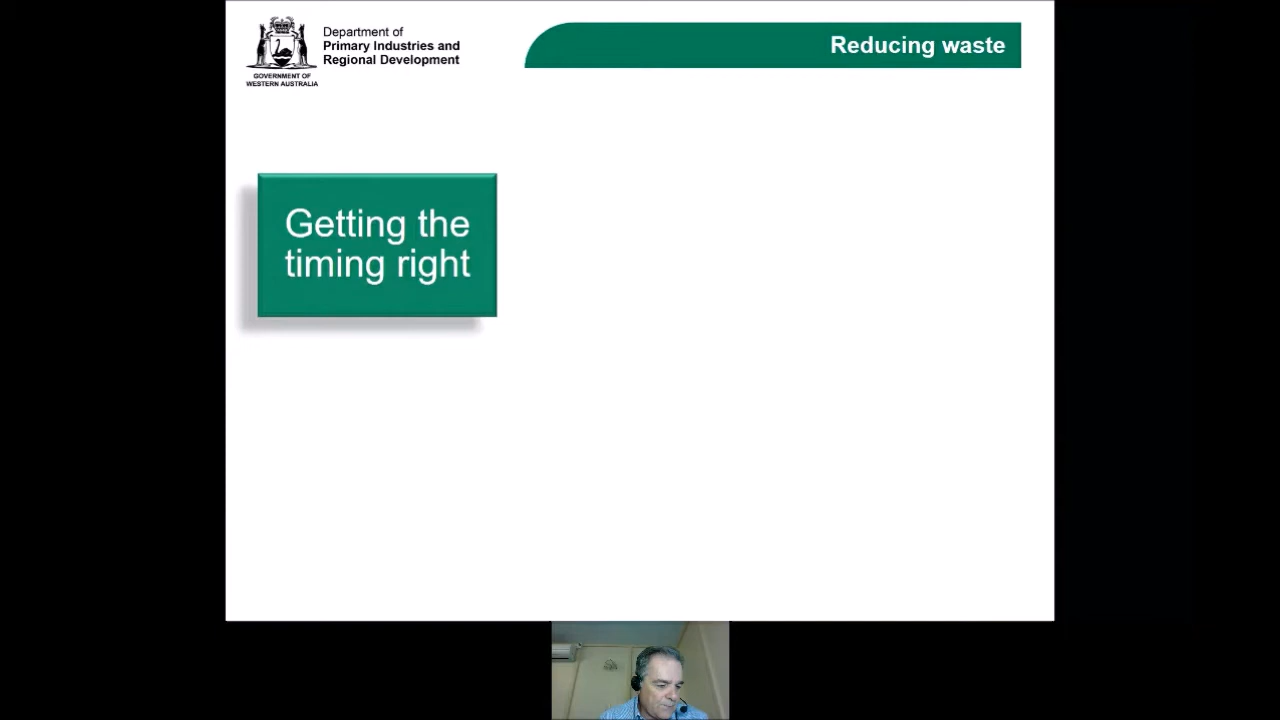 Department of
Primary Industries and
Regional Development
GOVERNMENT OF
WESTERN AUSTRALIA
Reducing waste
Getting the
timing right